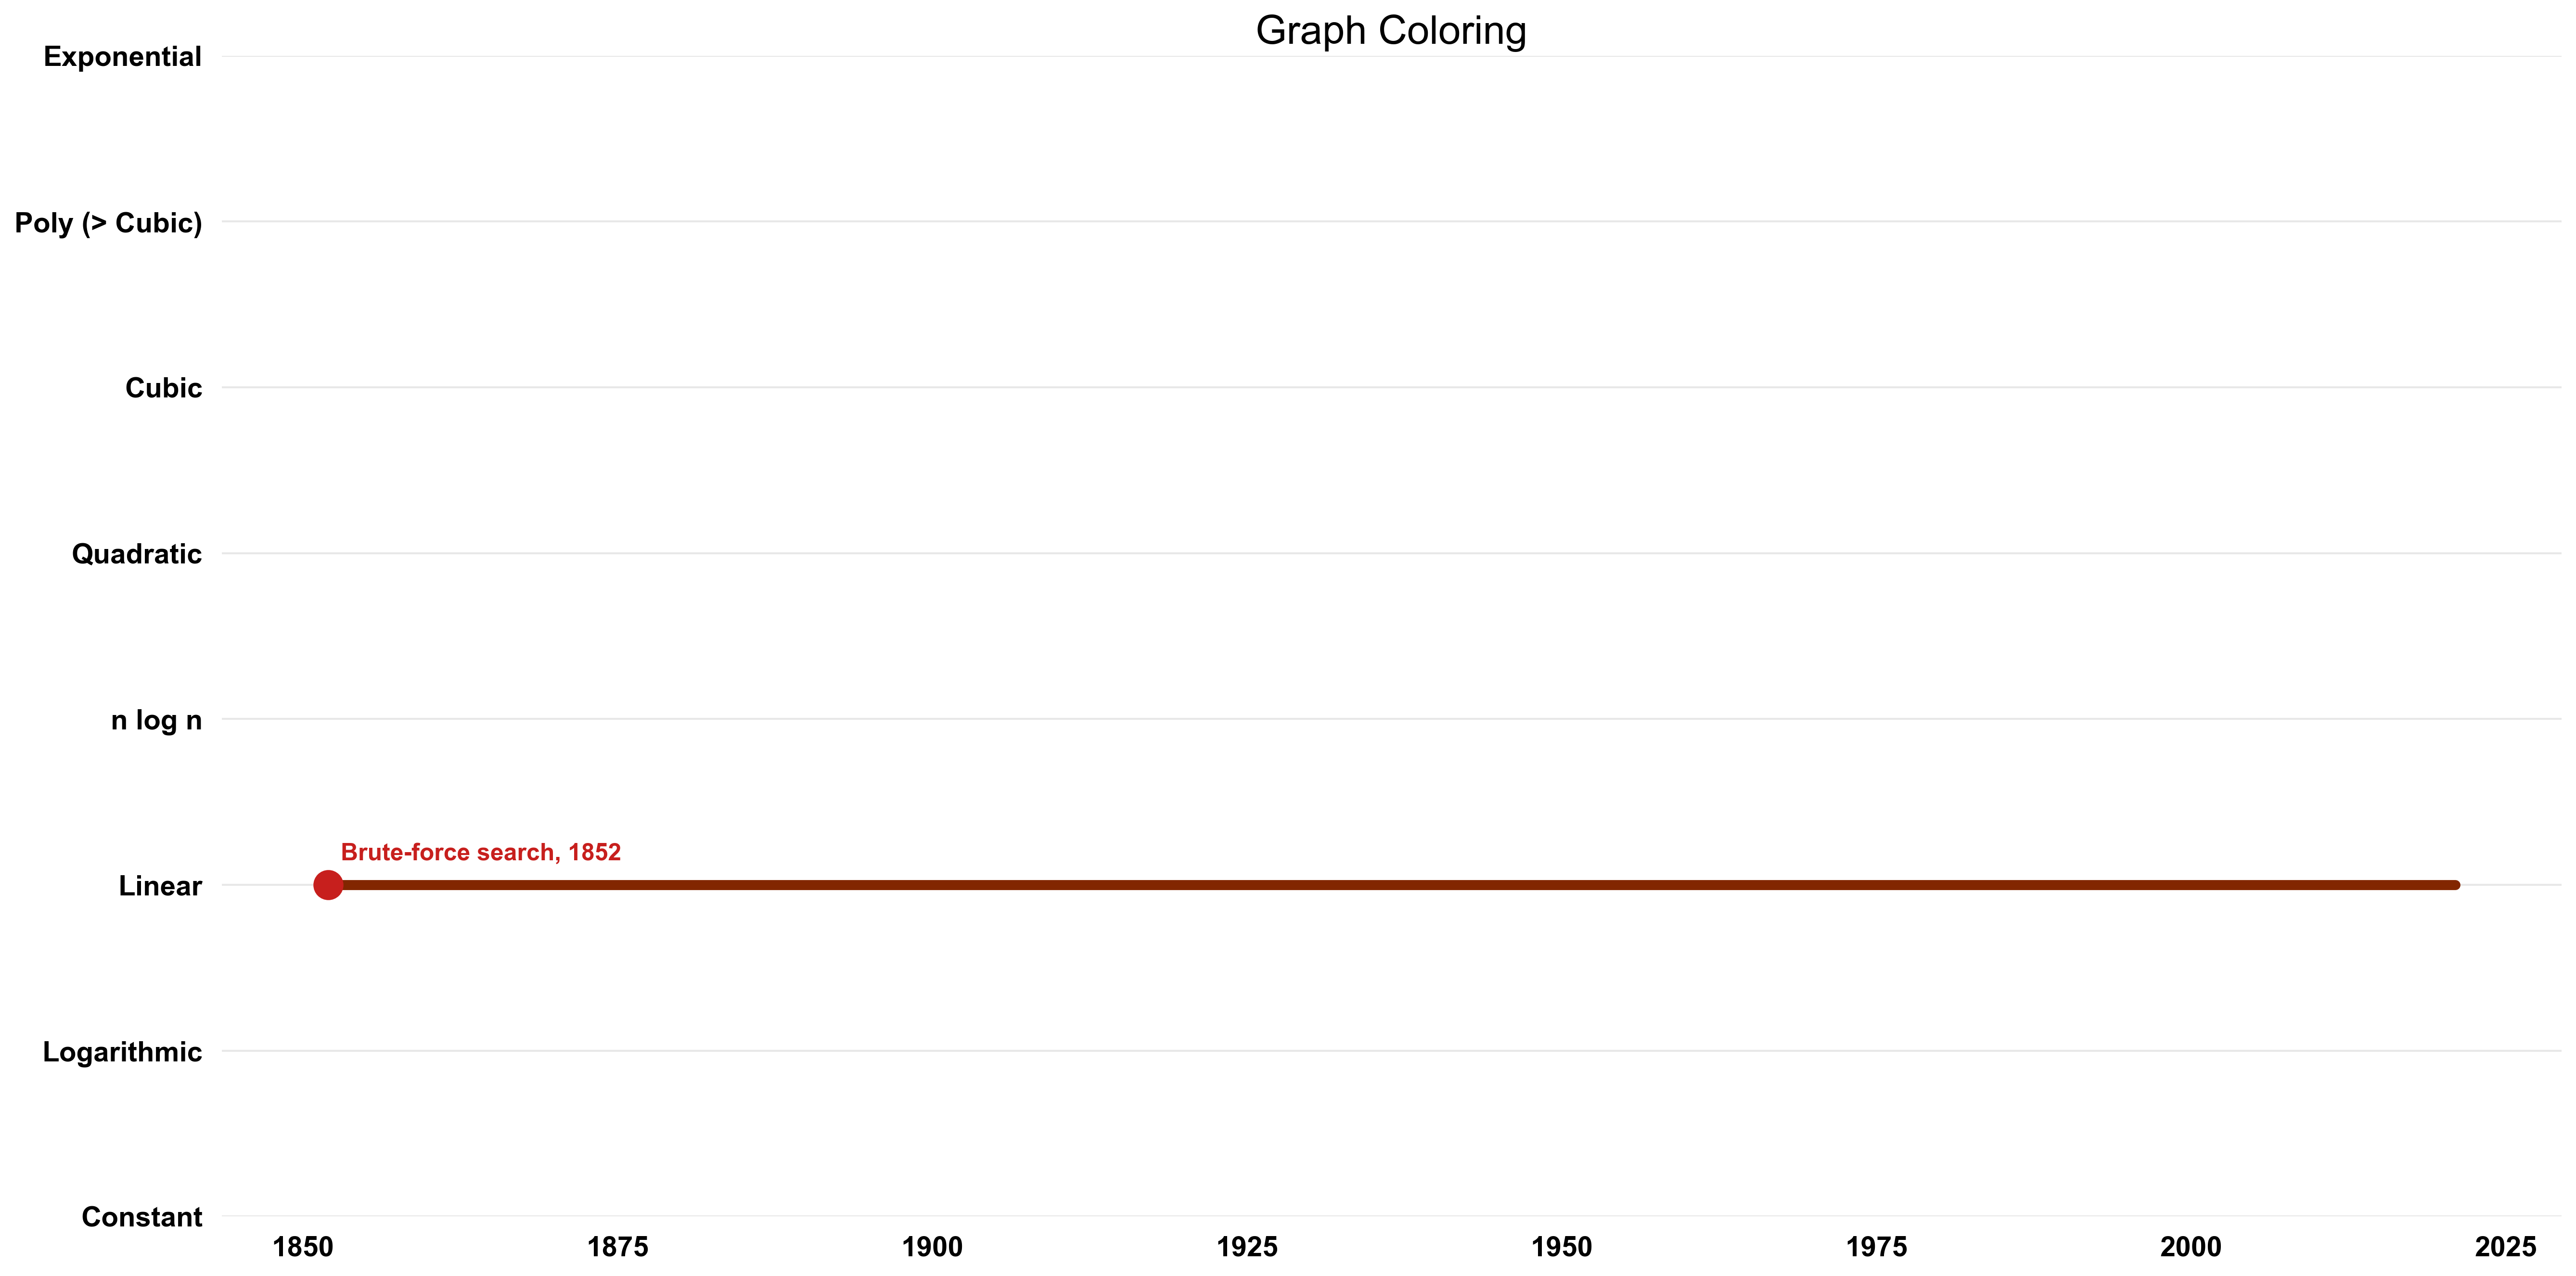 Graph Coloring
Exponential
Poly (> Cubic)
Cubic
Quadratic
n log n
Brute-force search, 1852
Linear
Logarithmic
Constant
1850 1875 1900 1925 1950 1975 2000 2025